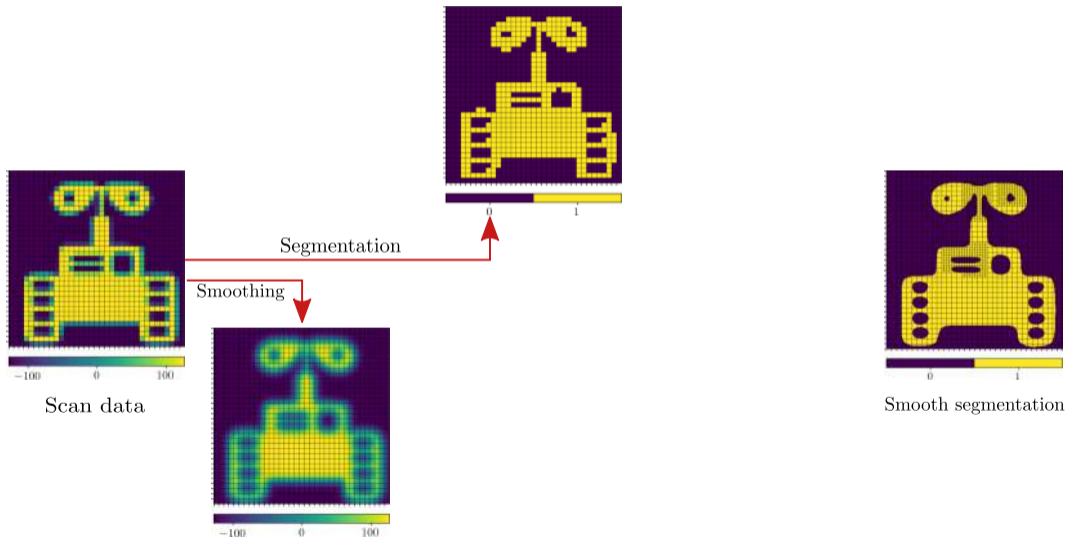 0 1
Segmentation
Smoothing
−100 0 100
Scan data
0 1
Smooth segmentation
−100 0 100